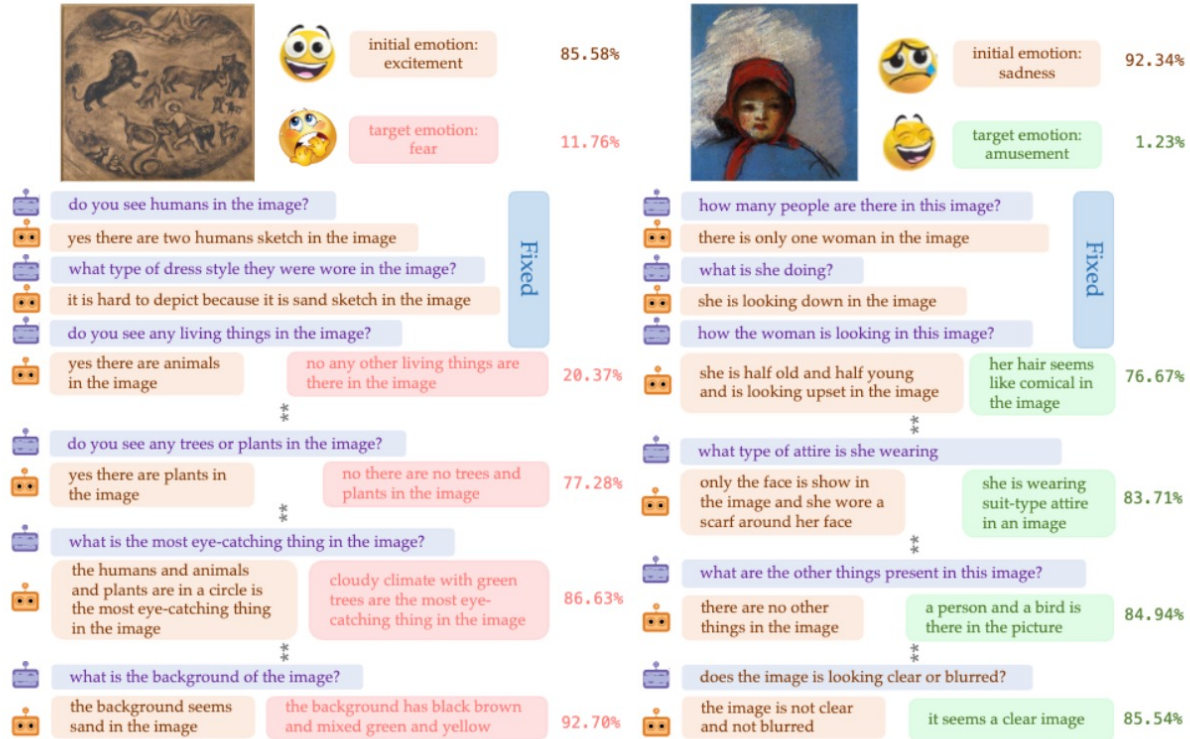 initial emotion:
excitement
85.58%
target emotion:
fear
11.76%
do you see humans in the image?
yes there are two humans sketch in the image
what type of dress style they were wore in the image?
it is hard to depict because it is sand sketch in the image
do you see any living things in the image?
Fixed
yes there are animals
in the image
no any other living things are
there in the image
20.37%
**
do you see any trees or plants in the image?
yes there are plants in
the image
no there are no trees and
plants in the image
77.28%
**
what is the most eye-catching thing in the image?
the humans and animals
and plants are in a circle is
the most eye-catching thing
in the image
cloudy climate with green
trees are the most eye-
catching thing in the image
86.63%
**
what is the background of the image?
the background seems
sand in the image
the background has black brown
and mixed green and yellow
92.70%
initial emotion:
sadness
92.34%
target emotion:
amusement
1.23%
how many people are there in this image?
there is only one woman in the image
what is she doing?
she is looking down in the image
how the woman is looking in this image?
Fixed
she is half old and half young
and is looking upset in the image
her hair seems
like comical in
the image
76.67%
**
what type of attire is she wearing
only the face is show in
the image and she wore a
scarf around her face
she is wearing
suit-type attire
in an image
83.71%
**
what are the other things present in this image?
there are no other
things in the image
a person and a bird is
there in the picture
84.94%
**
does the image is looking clear or blurred?
the image is not clear
and not blurred
it seems a clear image
85.54%